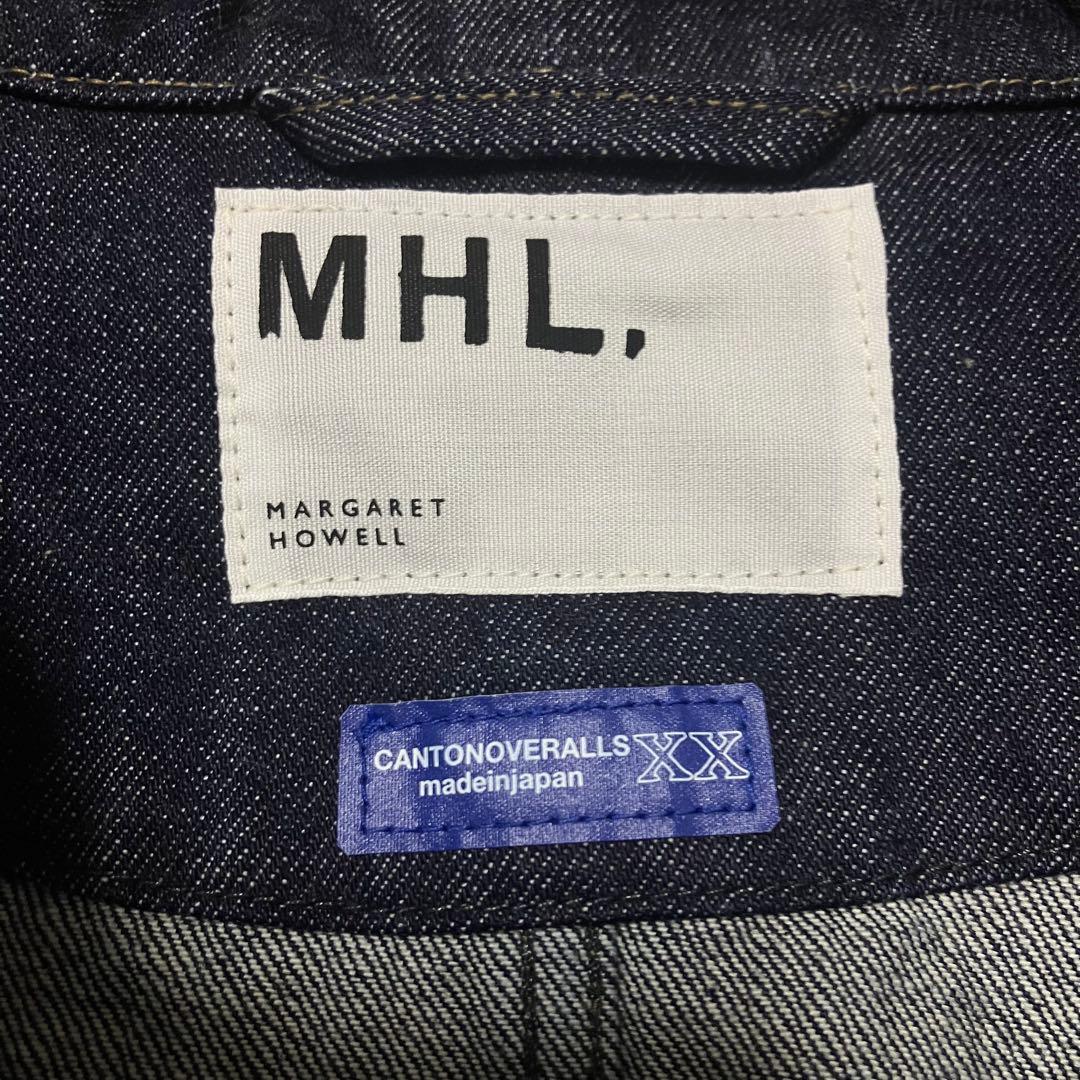 MHL,
MARGARET
HOWELL
CANTONOVERALLS XX
madeinjapan